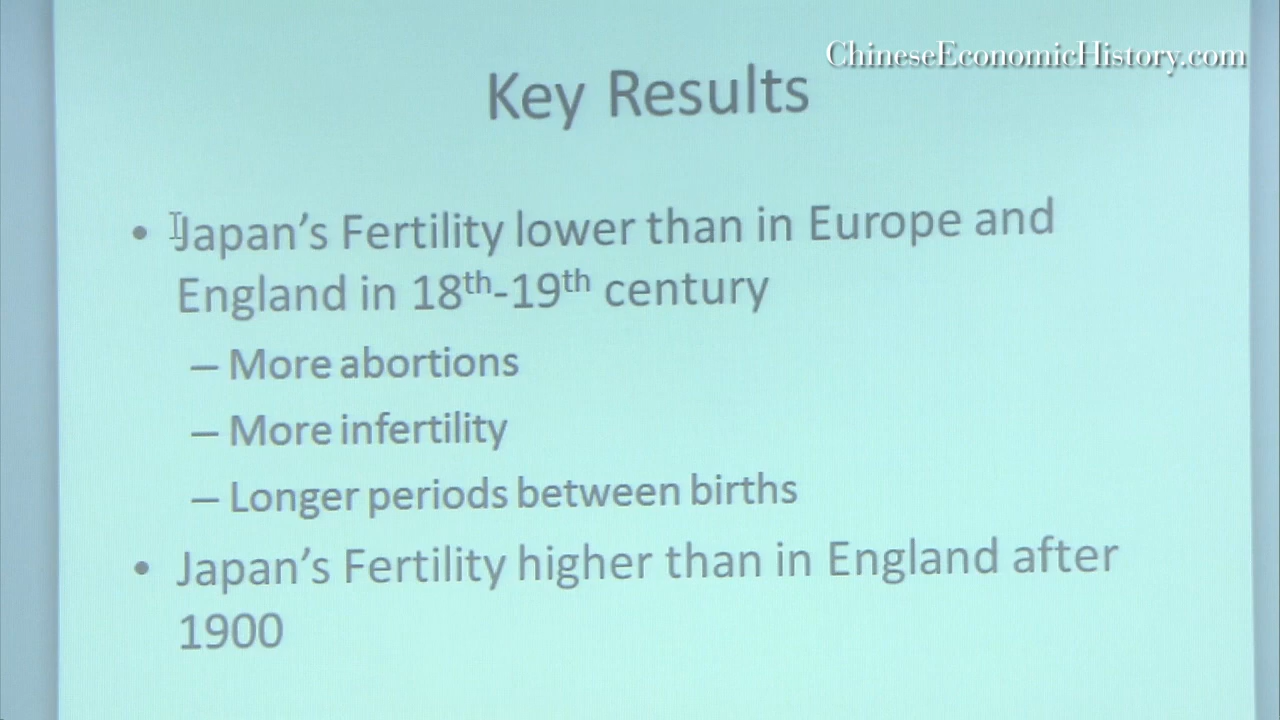 ChineseEconomicHistory.com
Key Results
• Japan's Fertility lower than in Europe and
England in 18th-19th century
– More abortions
– More infertility
– Longer periods between births
• Japan's Fertility higher than in England after
1900